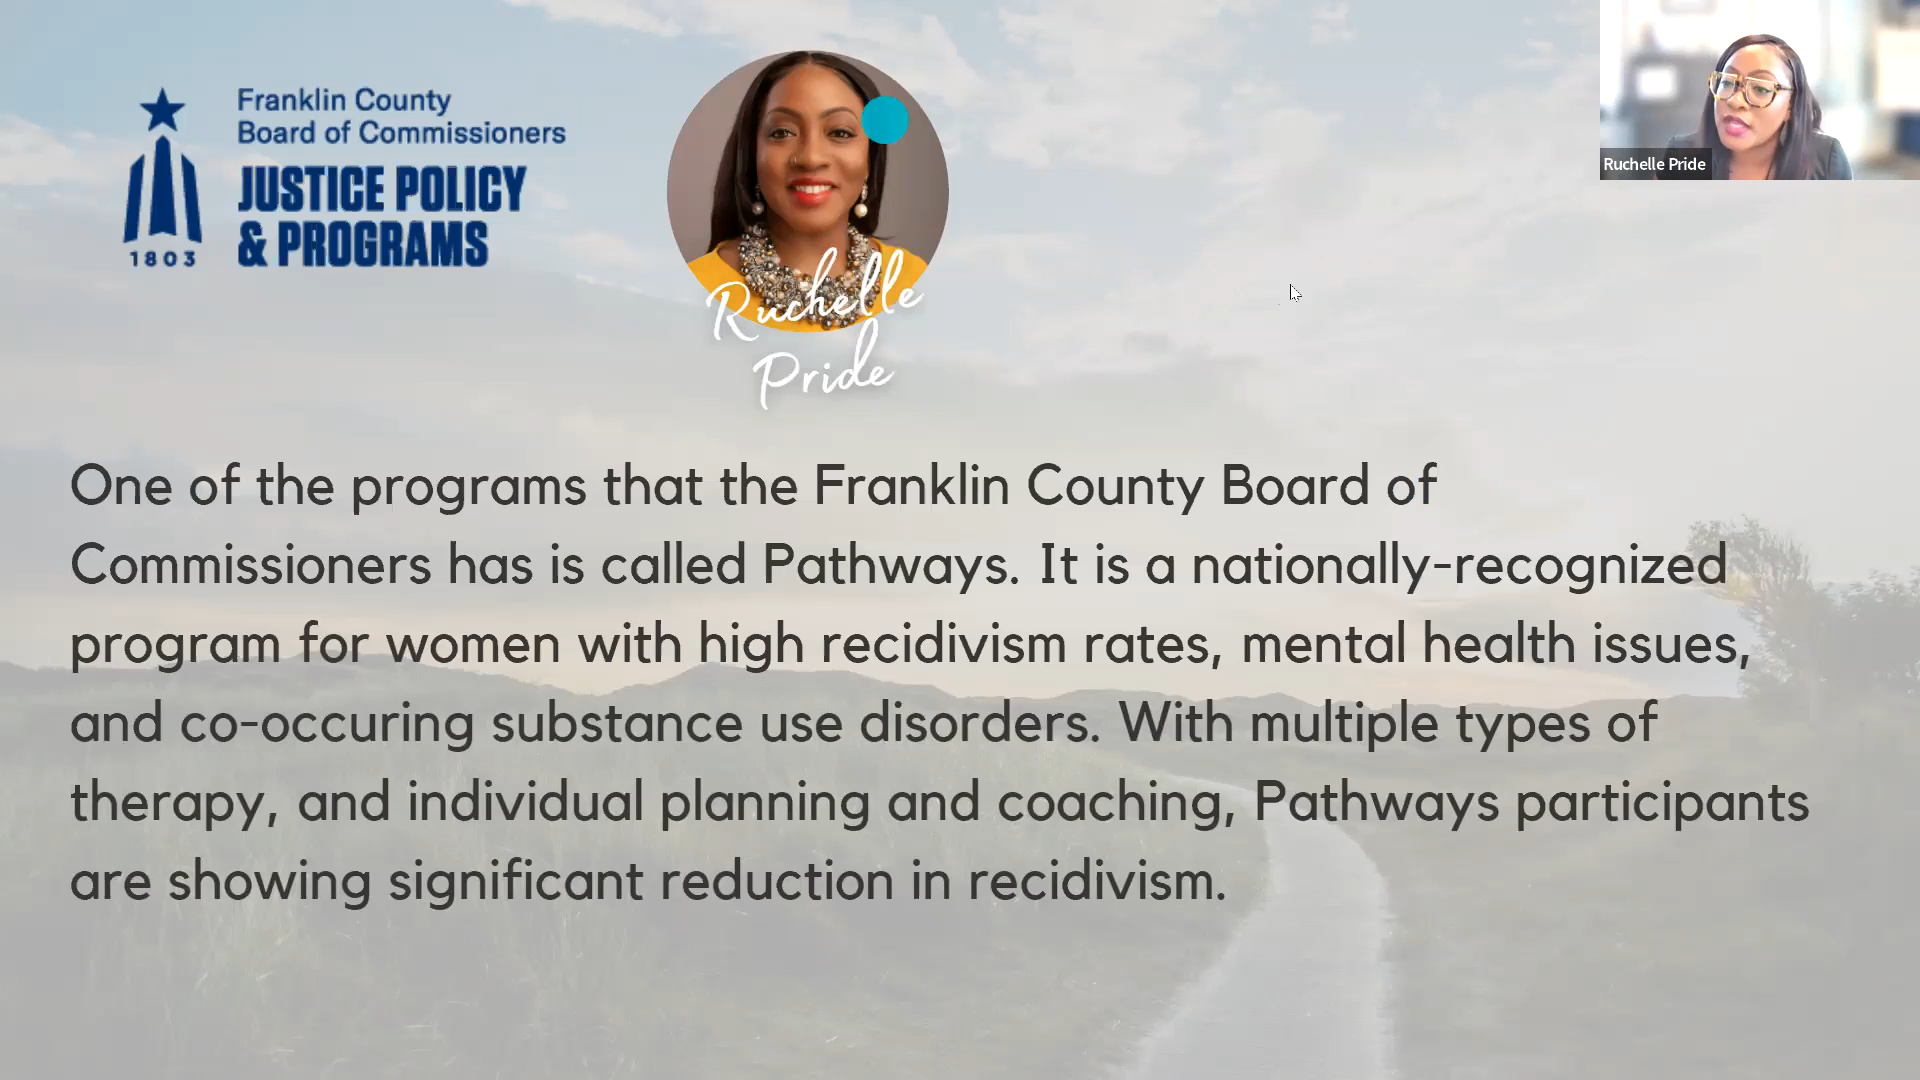 Franklin County
Board of Commissioners
JUSTICE POLICY
& PROGRAMS
1803
Ruchelle
Pride
Ruchelle Pride
One of the programs that the Franklin County Board of
Commissioners has is called Pathways. It is a nationally-recognized
program for women with high recidivism rates, mental health issues,
and co-occuring substance use disorders. With multiple types of
therapy, and individual planning and coaching, Pathways participants
are showing significant reduction in recidivism.